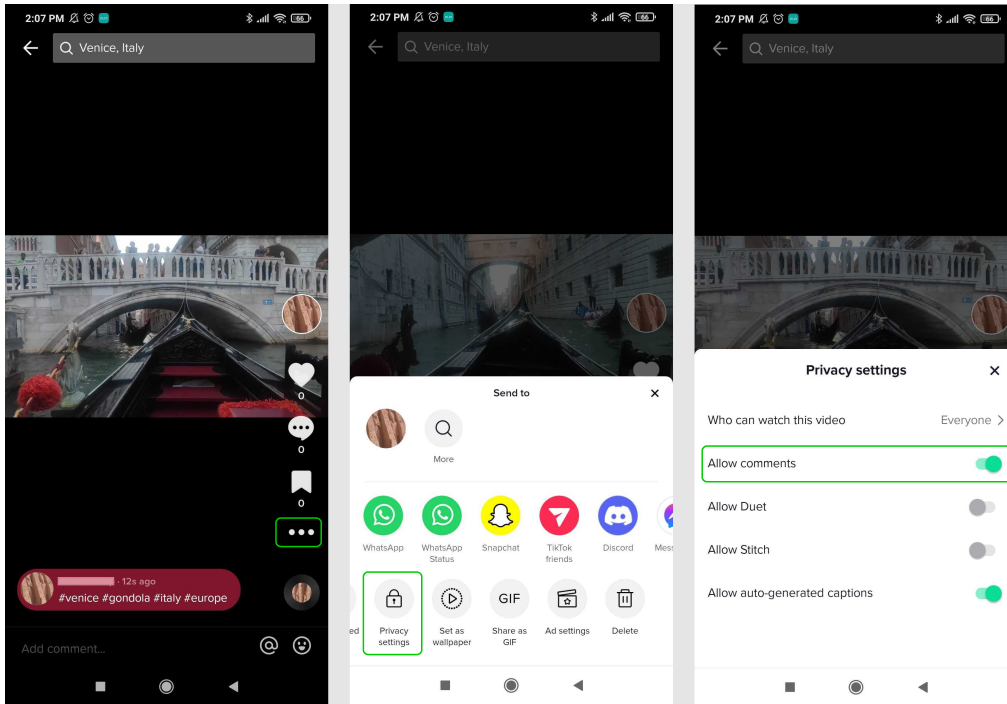 2:07 PM
66
Venice, Italy
0
0
0
· 12s ago
#venice #gondola #italy #europe
Add comment...
2:07 PM
66
Venice, Italy
Send to
More
WhatsApp
WhatsApp
Status
Snapchat
TikTok
friends
Discord
Mess
ed
Privacy
settings
Set as
wallpaper
GIF
Share as
GIF
Ad settings
Delete
2:07 PM
66
Venice, Italy
Privacy settings
Who can watch this video
Everyone
Allow comments
Allow Duet
Allow Stitch
Allow auto-generated captions